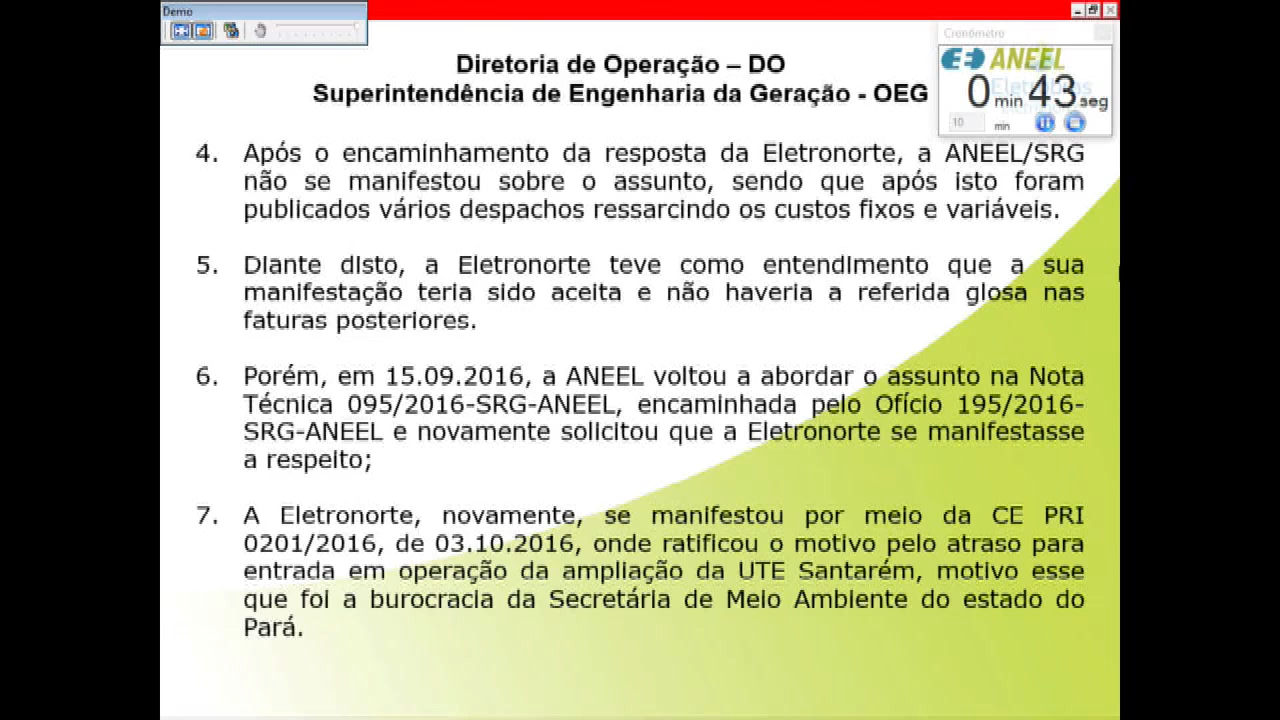 Demo
Cronômetro
ANEEL
Diretoria de Operação – DO
Superintendência de Engenharia da Geração - OEG
0 min 43 seg
10 min
4. Após o encaminhamento da resposta da Eletronorte, a ANEEL/SRG
não se manifestou sobre o assunto, sendo que após isto foram
publicados vários despachos ressarcindo os custos fixos e variáveis.
5. Diante disto, a Eletronorte teve como entendimento que a sua
manifestação teria sido aceita e não haveria a referida glosa nas
faturas posteriores.
6. Porém, em 15.09.2016, a ANEEL voltou a abordar o assunto na Nota
Técnica 095/2016-SRG-ANEEL, encaminhada pelo Ofício 195/2016-
SRG-ANEEL e novamente solicitou que a Eletronorte se manifestasse
a respeito;
7. A Eletronorte, novamente, se manifestou por meio da CE PRI
0201/2016, de 03.10.2016, onde ratificou o motivo pelo atraso para
entrada em operação da ampliação da UTE Santarém, motivo esse
que foi a burocracia da Secretária de Meio Ambiente do estado do
Pará.